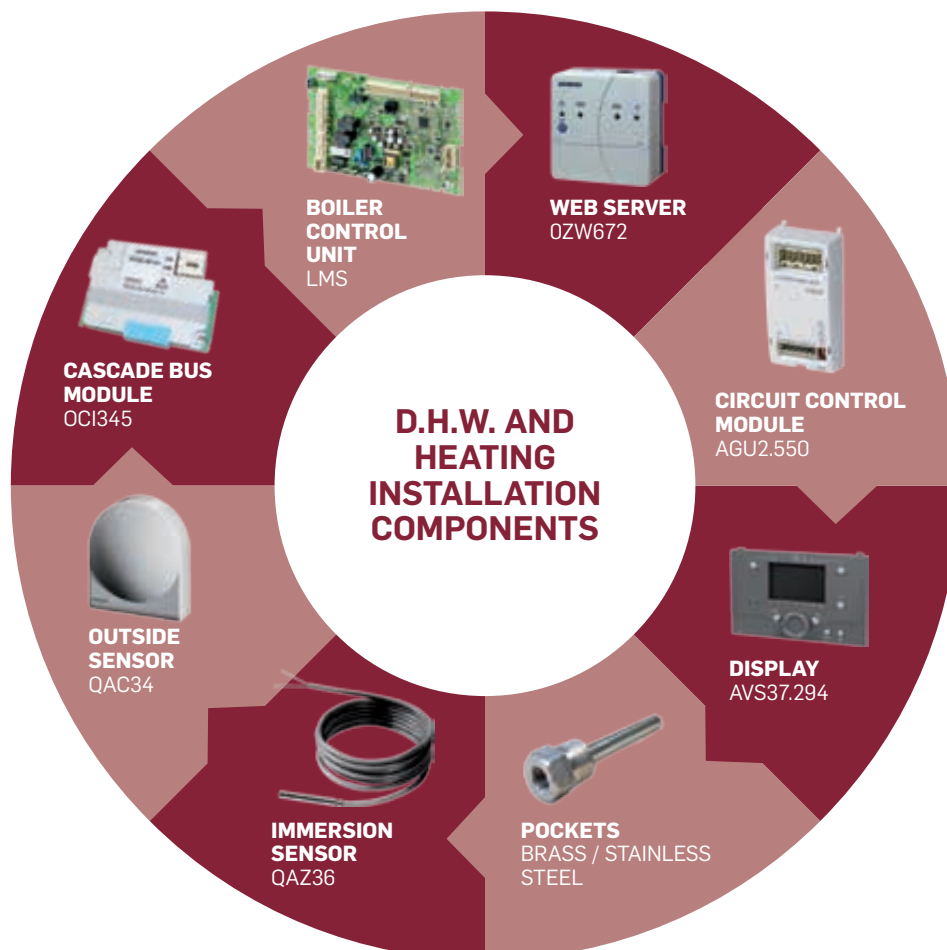 BOILER
CONTROL
UNIT
LMS
WEB SERVER
OZW672
CIRCUIT CONTROL
MODULE
AGU2.550
DISPLAY
AVS37.294
POCKETS
BRASS / STAINLESS
STEEL
IMMERSION
SENSOR
QAZ36
OUTSIDE
SENSOR
QAC34
CASCADE BUS
MODULE
OCI345
D.H.W. AND
HEATING
INSTALLATION
COMPONENTS